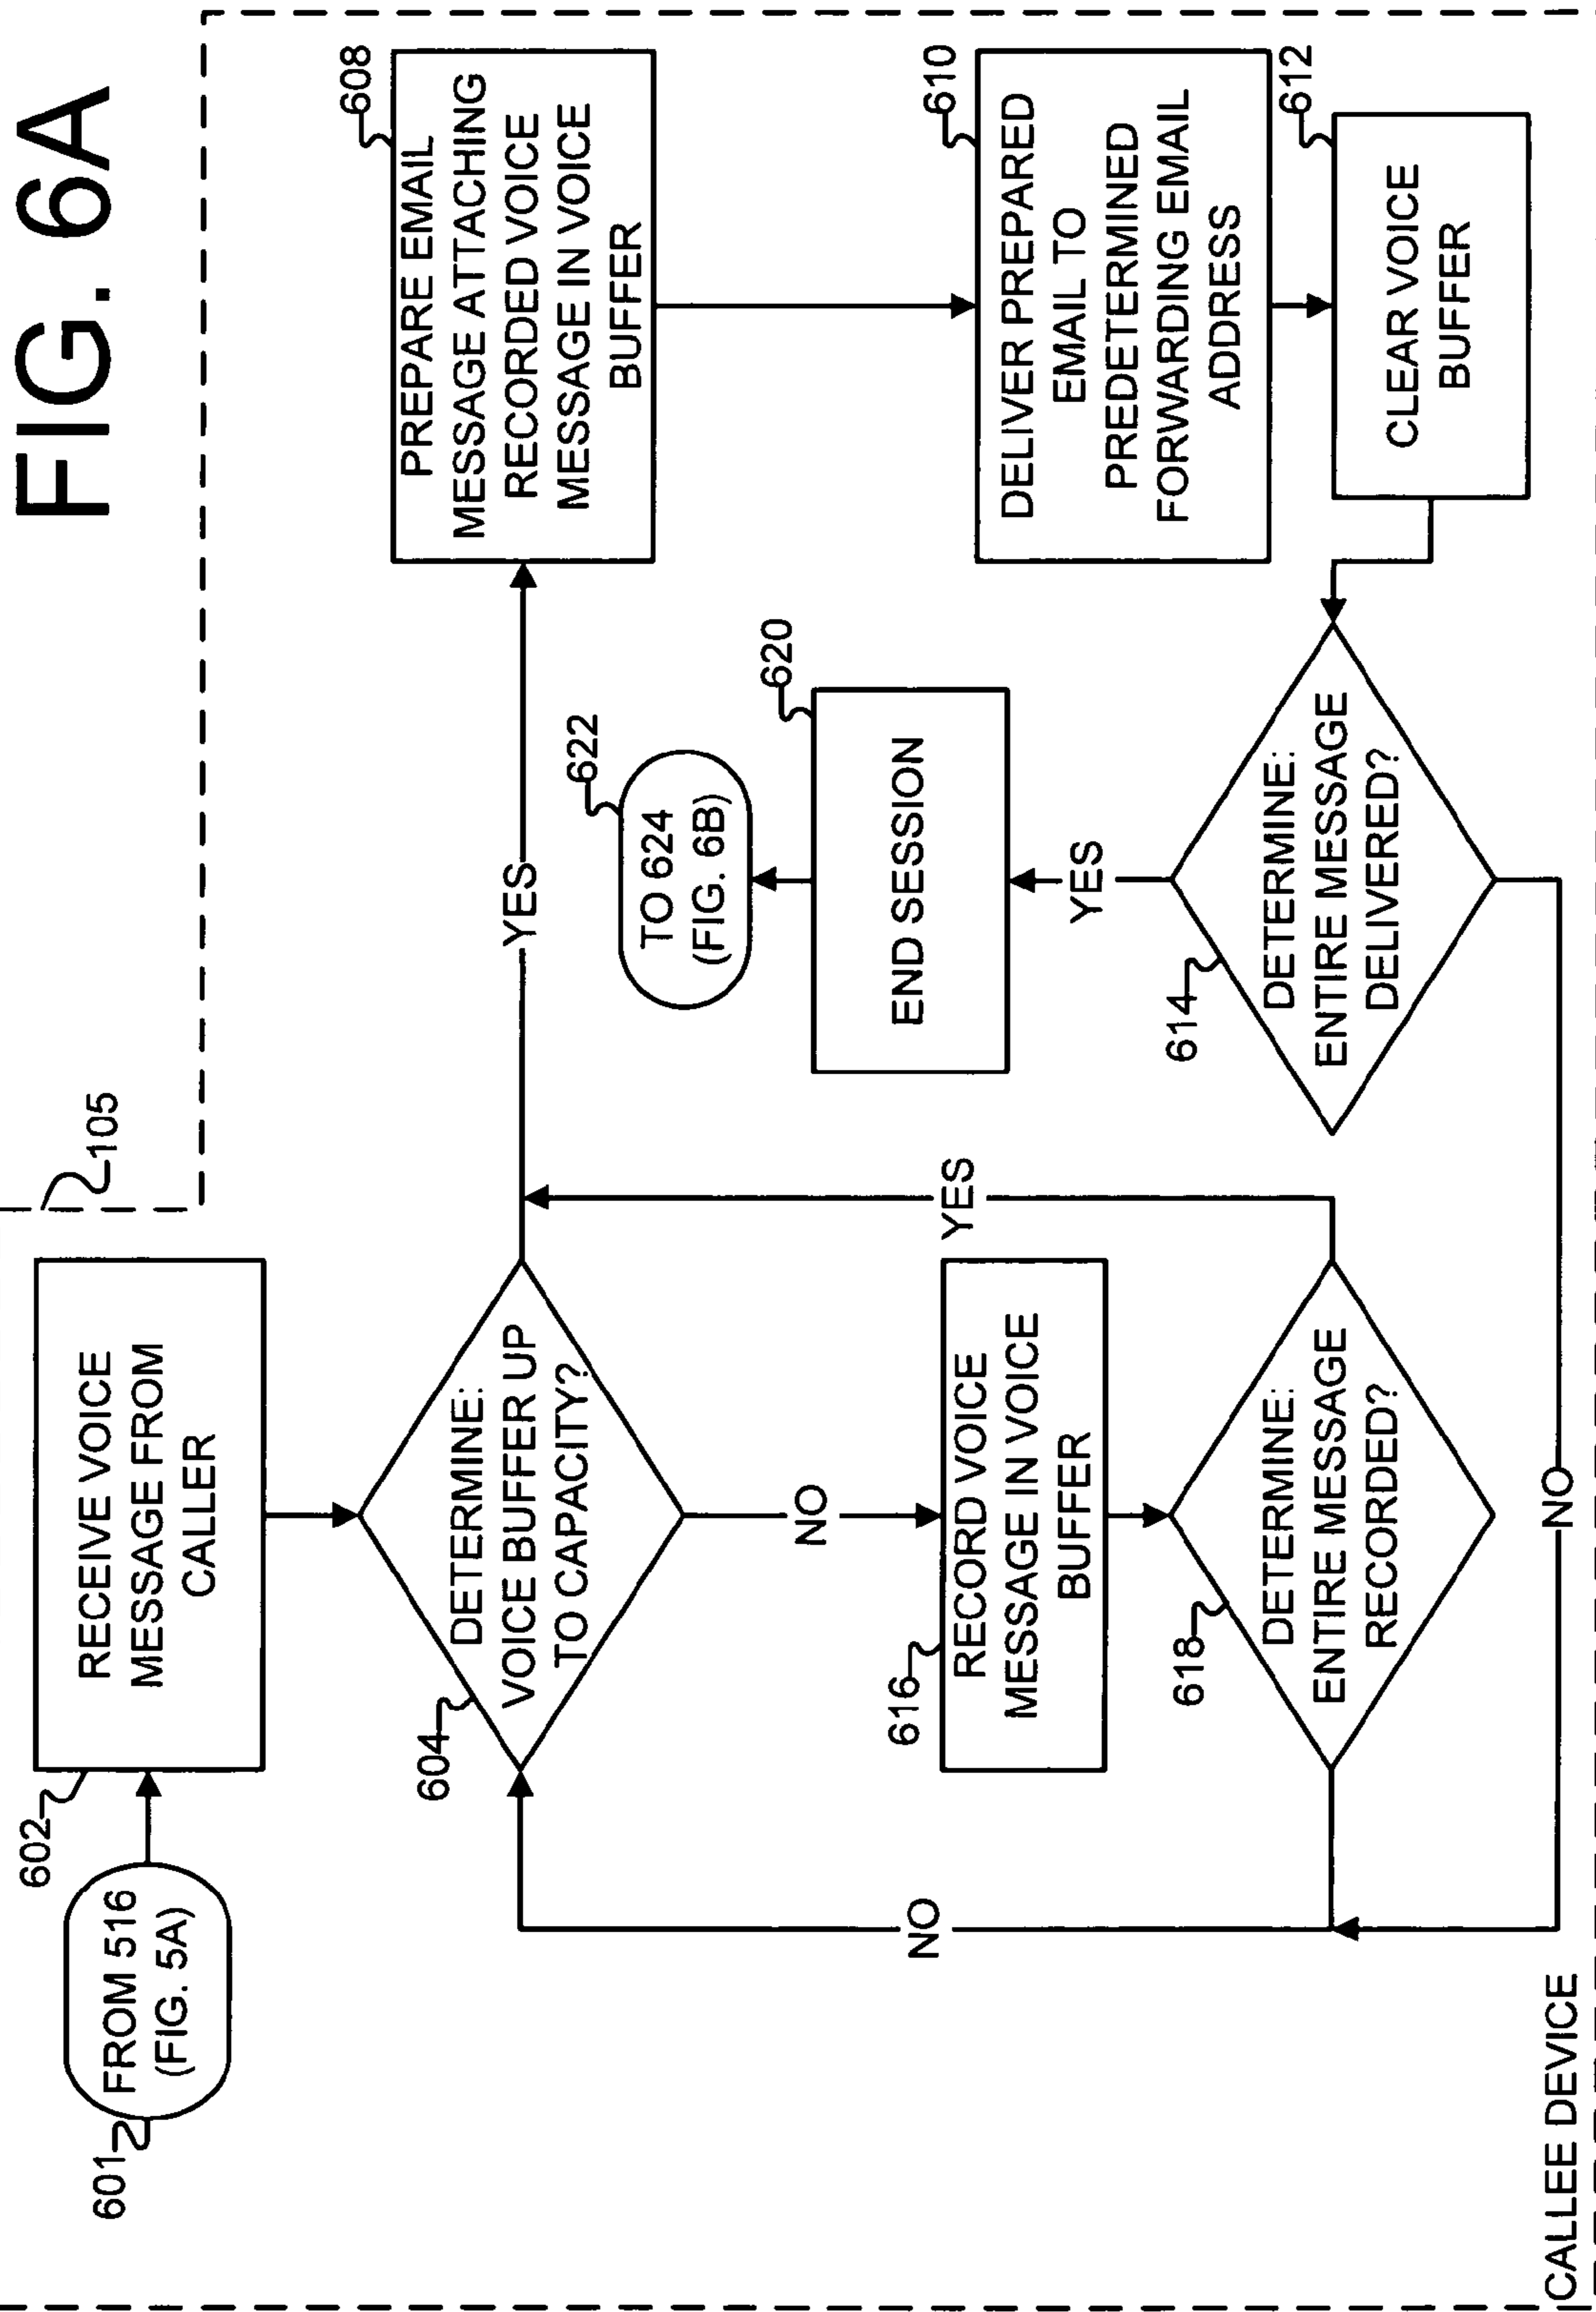 FIG. 6A
105
601
FROM 516
(FIG. 5A)
602
RECEIVE VOICE
MESSAGE FROM
CALLER
604
DETERMINE:
VOICE BUFFER UP
TO CAPACITY?
YES
608
PREPARE EMAIL
MESSAGE ATTACHING
RECORDED VOICE
MESSAGE IN VOICE
BUFFER
NO
616
RECORD VOICE
MESSAGE IN VOICE
BUFFER
YES
618
DETERMINE:
ENTIRE MESSAGE
RECORDED?
NO
622
TO 624
(FIG. 6B)
620
END SESSION
YES
614
DETERMINE:
ENTIRE MESSAGE
DELIVERED?
610
DELIVER PREPARED
EMAIL TO
PREDETERMINED
FORWARDING EMAIL
ADDRESS
612
CLEAR VOICE
BUFFER
NO
CALLEE DEVICE